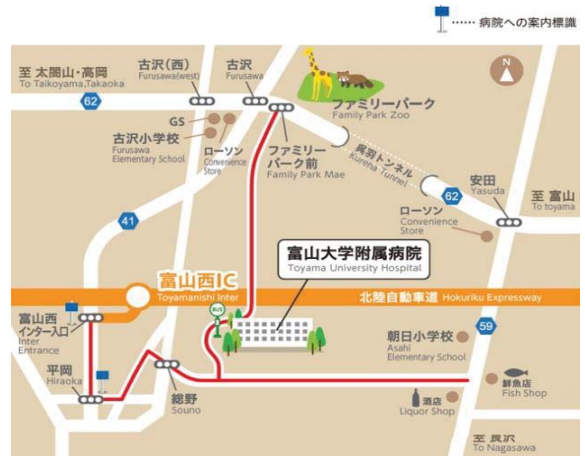 …… 病院への案内標識
至 太閤山・高岡
To Taikoyama,Takaoka
62
古沢(西)
Furusawa(west)
古沢
Furusawa
N
ファミリーパーク
Family Park Zoo
GS
古沢小学校
Furusawa
Elementary School
ローソン
Convenience
Store
ファミリー
パーク前
Family Park Mae
呉羽トンネル
Kureha Tunnel
62
安田
Yasuda
至 富山
To toyama
ローソン
Convenience
Store
41
富山大学附属病院
Toyama University Hospital
富山西IC
Toyamanishi Inter
北陸自動車道 Hokuriku Expressway
BUS
富山西
インター入口
Inter
Entrance
平岡
Hiraoka
総野
Souno
朝日小学校
Asahi
Elementary School
59
鮮魚店
Fish Shop
酒店
Liquor Shop
至 長沢
To Nagasawa